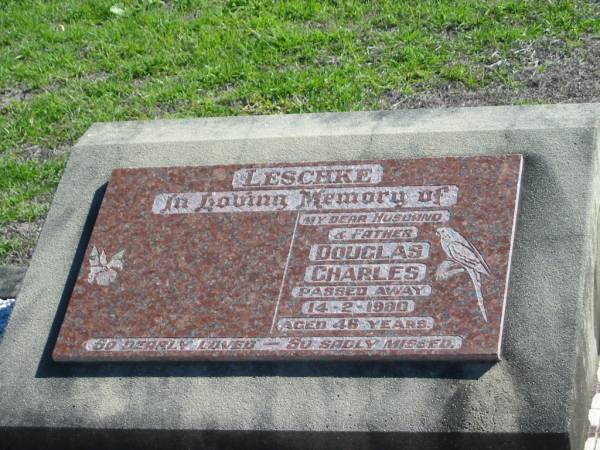 LESCHKE
In Loving Memory of
MY DEAR HUSBAND
& FATHER
DOUGLAS
CHARLES
PASSED AWAY
14-2-1980
AGED 46 YEARS.
SO DEARLY LOVED — SO SADLY MISSED.